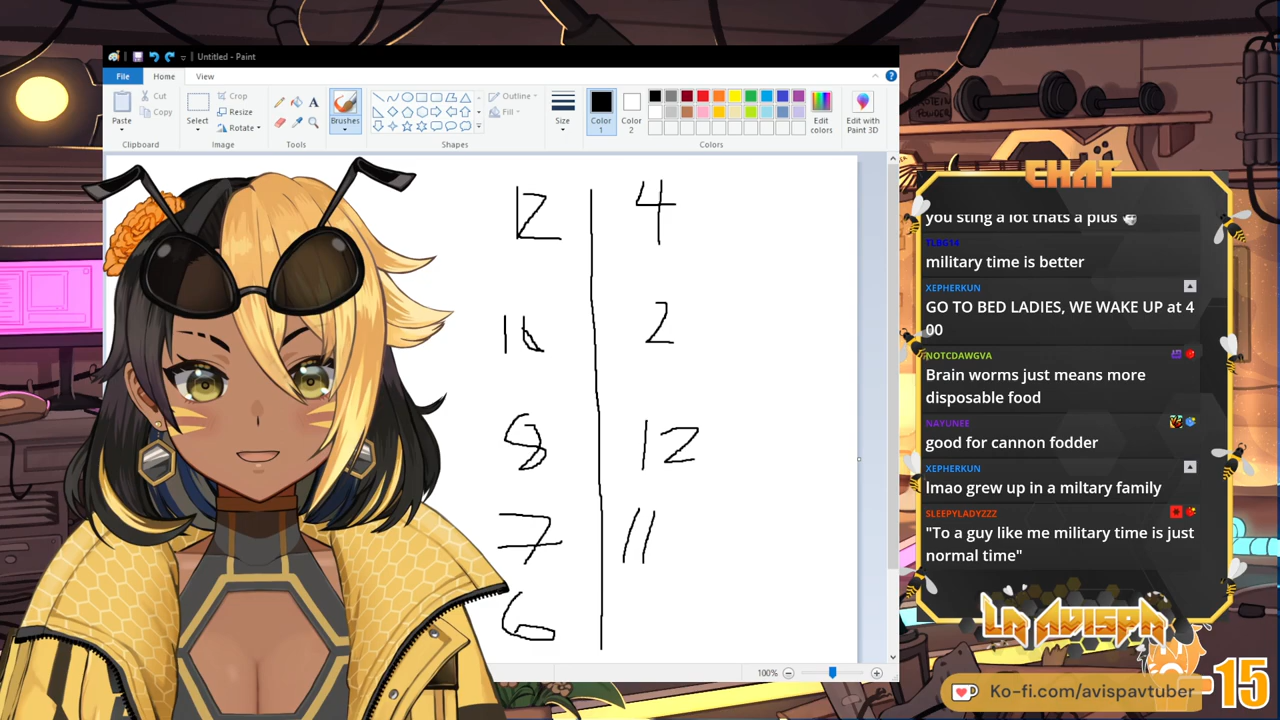 Untitled - Paint
File Home View
Paste
Cut
Copy
Clipboard
Select
Crop
Resize
Rotate
Image
Tools
Brushes
Shapes
Outline
Fill
Size
Color 1
Color 2
Edit colors
Edit with Paint 3D
Colors
12 4
2
8 12
7 11
6
100%
PROTEIN POWDER
CHAT
you sting a lot thats a plus
TLBG14
military time is better
XEPHERKUN
GO TO BED LADIES, WE WAKE UP at 4
00
NOTCDAWGVA
Brain worms just means more
disposable food
NAYUNEE
good for cannon fodder
XEPHERKUN
lmao grew up in a miltary family
SLEEPYLADYZZZ
"To a guy like me military time is just
normal time"
LA AVISPA
Ko-fi.com/avispavtuber
15